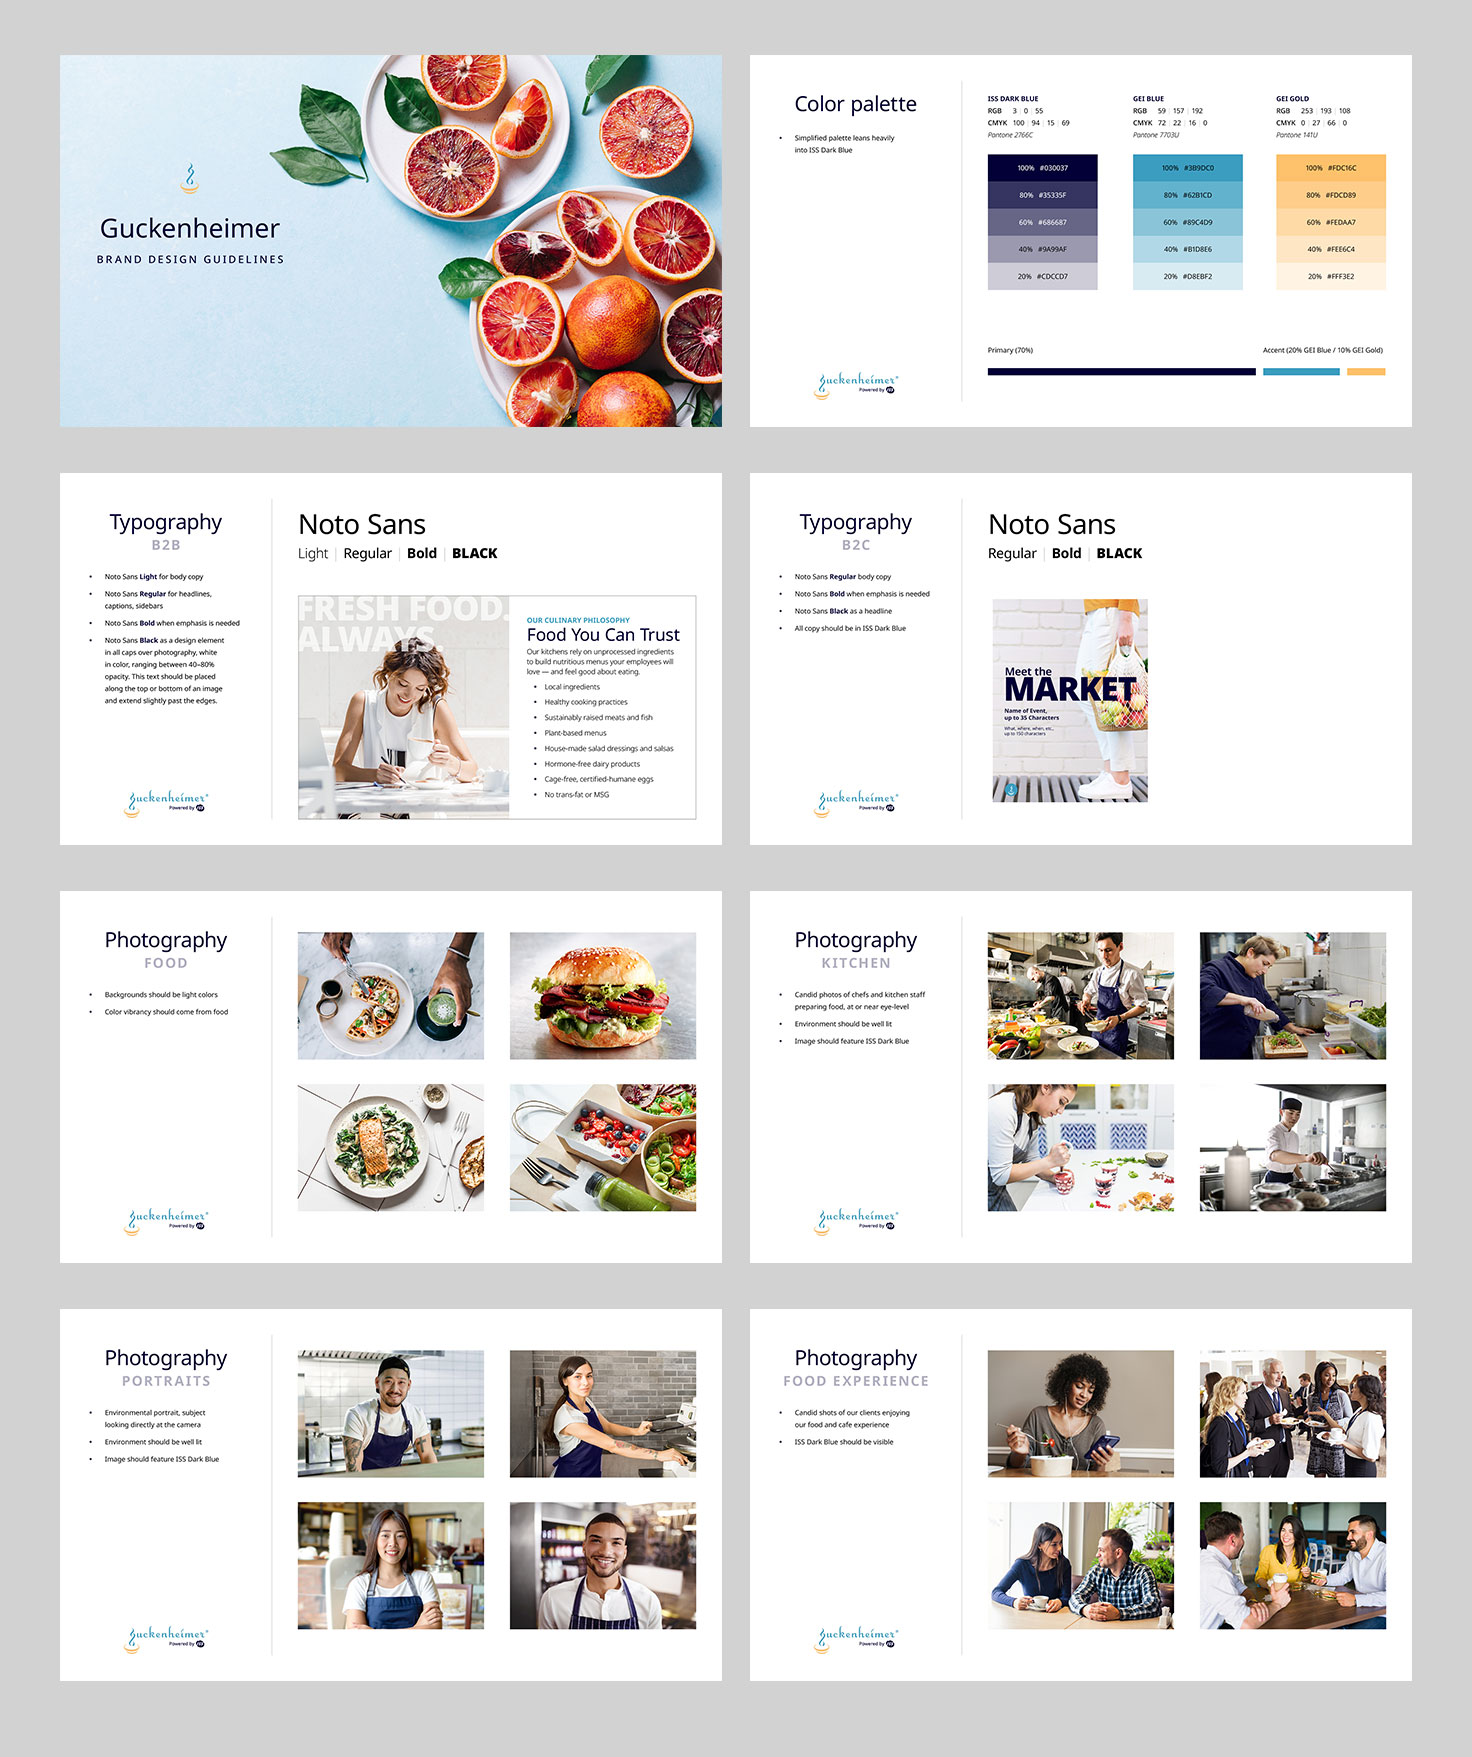 Guckenheimer
BRAND DESIGN GUIDELINES
Color palette
• Simplified palette leans heavily
into ISS Dark Blue
guckenheimer®
Powered by ISS
ISS DARK BLUE
RGB 3 | 0 | 55
CMYK 100 | 94 | 15 | 69
Pantone 2766C
100% #030037
80% #35335F
60% #686687
40% #9A99AF
20% #CDCCD7
GEI BLUE
RGB 59 | 157 | 192
CMYK 72 | 22 | 16 | 0
Pantone 7703U
100% #3B9DC0
80% #62B1CD
60% #89C4D9
40% #B1D8E6
20% #D8EBF2
GEI GOLD
RGB 253 | 193 | 108
CMYK 0 | 27 | 66 | 0
Pantone 141U
100% #FDC16C
80% #FDCD89
60% #FEDAA7
40% #FEE6C4
20% #FFF3E2
Primary (70%)
Accent (20% GEI Blue / 10% GEI Gold)
Typography
B2B
• Noto Sans Light for body copy
• Noto Sans Regular for headlines,
captions, sidebars
• Noto Sans Bold when emphasis is needed
• Noto Sans Black as a design element
in all caps over photography, white
in color, ranging between 40–80%
opacity. This text should be placed
along the top or bottom of an image
and extend slightly past the edges.
guckenheimer®
Powered by ISS
Noto Sans
Light | Regular | Bold | BLACK
FRESH FOOD.
ALWAYS.
OUR CULINARY PHILOSOPHY
Food You Can Trust
Our kitchens rely on unprocessed ingredients
to build nutritious menus your employees will
love — and feel good about eating.
• Local ingredients
• Healthy cooking practices
• Sustainably raised meats and fish
• Plant-based menus
• House-made salad dressings and salsas
• Hormone-free dairy products
• Cage-free, certified-humane eggs
• No trans-fat or MSG
Typography
B2C
• Noto Sans Regular body copy
• Noto Sans Bold when emphasis is needed
• Noto Sans Black as a headline
• All copy should be in ISS Dark Blue
guckenheimer®
Powered by ISS
Noto Sans
Regular | Bold | BLACK
Meet the
MARKET
Name of Event,
up to 35 Characters
What, where, when, etc.,
up to 150 characters
Photography
FOOD
• Backgrounds should be light colors
• Color vibrancy should come from food
guckenheimer®
Powered by ISS
Photography
KITCHEN
• Candid photos of chefs and kitchen staff
preparing food, at or near eye-level
• Environment should be well lit
• Image should feature ISS Dark Blue
guckenheimer®
Powered by ISS
Photography
PORTRAITS
• Environmental portrait, subject
looking directly at the camera
• Environment should be well lit
• Image should feature ISS Dark Blue
guckenheimer®
Powered by ISS
Photography
FOOD EXPERIENCE
• Candid shots of our clients enjoying
our food and cafe experience
• ISS Dark Blue should be visible
guckenheimer®
Powered by ISS